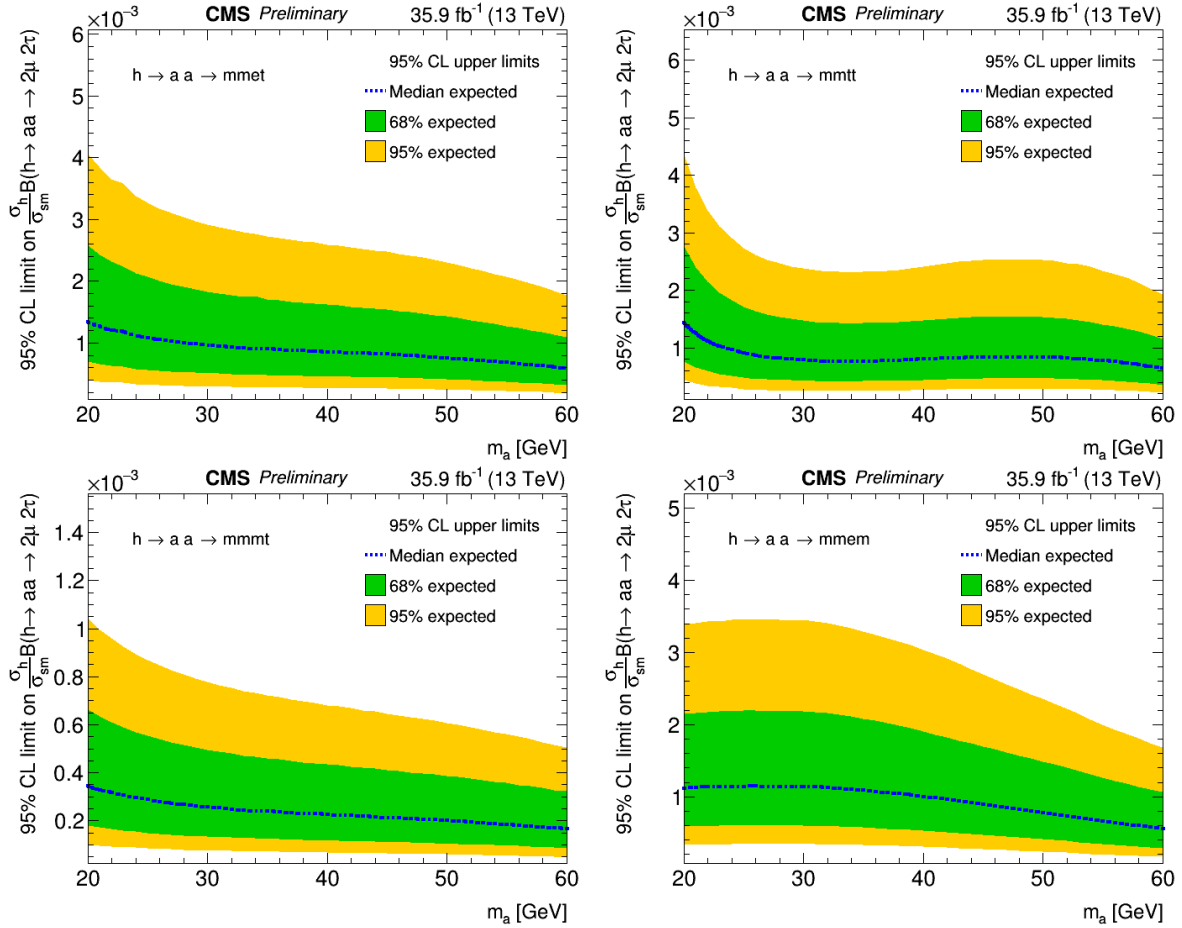 CMS Preliminary 35.9 fb⁻¹ (13 TeV)
×10⁻³
95% CL limit on σh/σsm B(h→ aa → 2μ 2τ)
h → a a → mmet
95% CL upper limits
Median expected
68% expected
95% expected
6
5
4
3
2
1
20 30 40 50 60
mₐ [GeV]
CMS Preliminary 35.9 fb⁻¹ (13 TeV)
×10⁻³
95% CL limit on σh/σsm B(h→ aa → 2μ 2τ)
h → a a → mmtt
95% CL upper limits
Median expected
68% expected
95% expected
6
5
4
3
2
1
20 30 40 50 60
mₐ [GeV]
CMS Preliminary 35.9 fb⁻¹ (13 TeV)
×10⁻³
95% CL limit on σh/σsm B(h→ aa → 2μ 2τ)
h → a a → mmmt
95% CL upper limits
Median expected
68% expected
95% expected
1.4
1.2
1
0.8
0.6
0.4
0.2
20 30 40 50 60
mₐ [GeV]
CMS Preliminary 35.9 fb⁻¹ (13 TeV)
×10⁻³
95% CL limit on σh/σsm B(h→ aa → 2μ 2τ)
h → a a → mmem
95% CL upper limits
Median expected
68% expected
95% expected
5
4
3
2
1
20 30 40 50 60
mₐ [GeV]